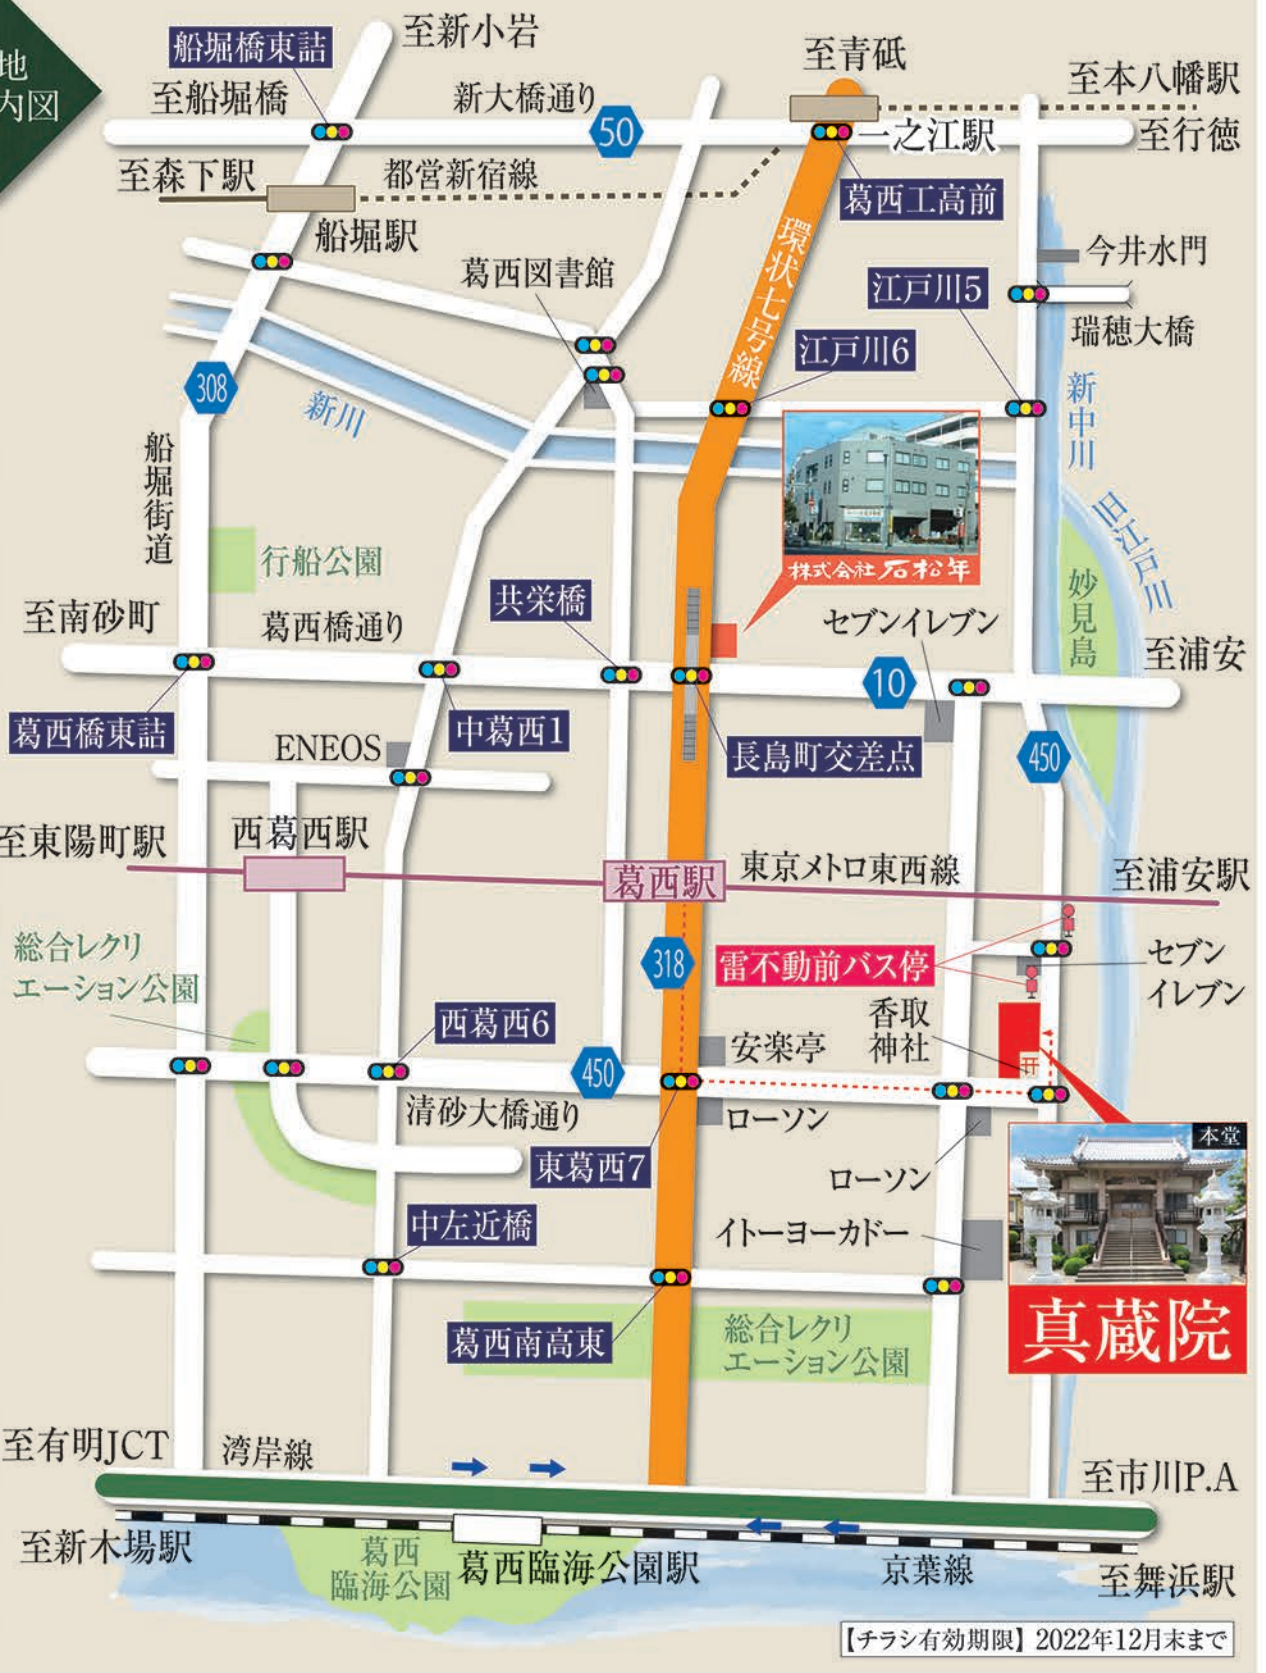 地
内図
船堀橋東詰
至新小岩
至青砥
至船堀橋
新大橋通り
50
至本八幡駅
一之江駅
至行徳
至森下駅
都営新宿線
葛西工高前
船堀駅
環状七号線
今井水門
葛西図書館
江戸川5
瑞穂大橋
江戸川6
308
新川
新中川
船堀街道
旧江戸川
行船公園
株式会社石松年
共栄橋
妙見島
至南砂町
葛西橋通り
セブンイレブン
至浦安
10
葛西橋東詰
中葛西1
ENEOS
長島町交差点
450
至東陽町駅
西葛西駅
葛西駅
東京メトロ東西線
至浦安駅
総合レクリ
エーション公園
318
雷不動前バス停
セブン
イレブン
香取
神社
西葛西6
450
安楽亭
清砂大橋通り
ローソン
本堂
東葛西7
ローソン
中左近橋
イトーヨーカドー
真蔵院
葛西南高東
総合レクリ
エーション公園
至有明JCT
湾岸線
至市川P.A
至新木場駅
葛西
臨海公園
葛西臨海公園駅
京葉線
至舞浜駅
【チラシ有効期限】2022年12月末まで